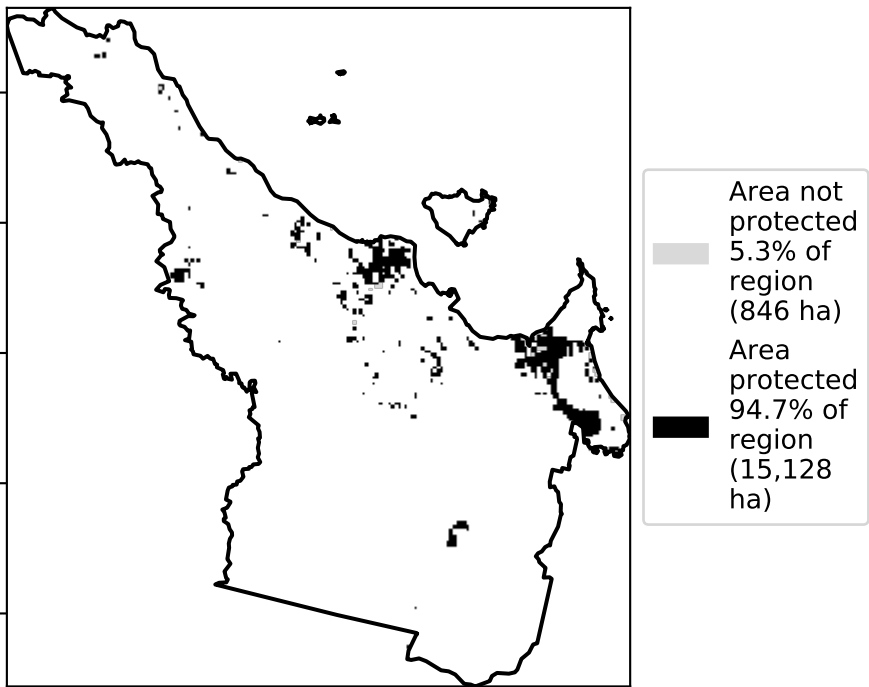 Area not
protected
5.3% of
region
(846 ha)
Area
protected
94.7% of
region
(15,128
ha)